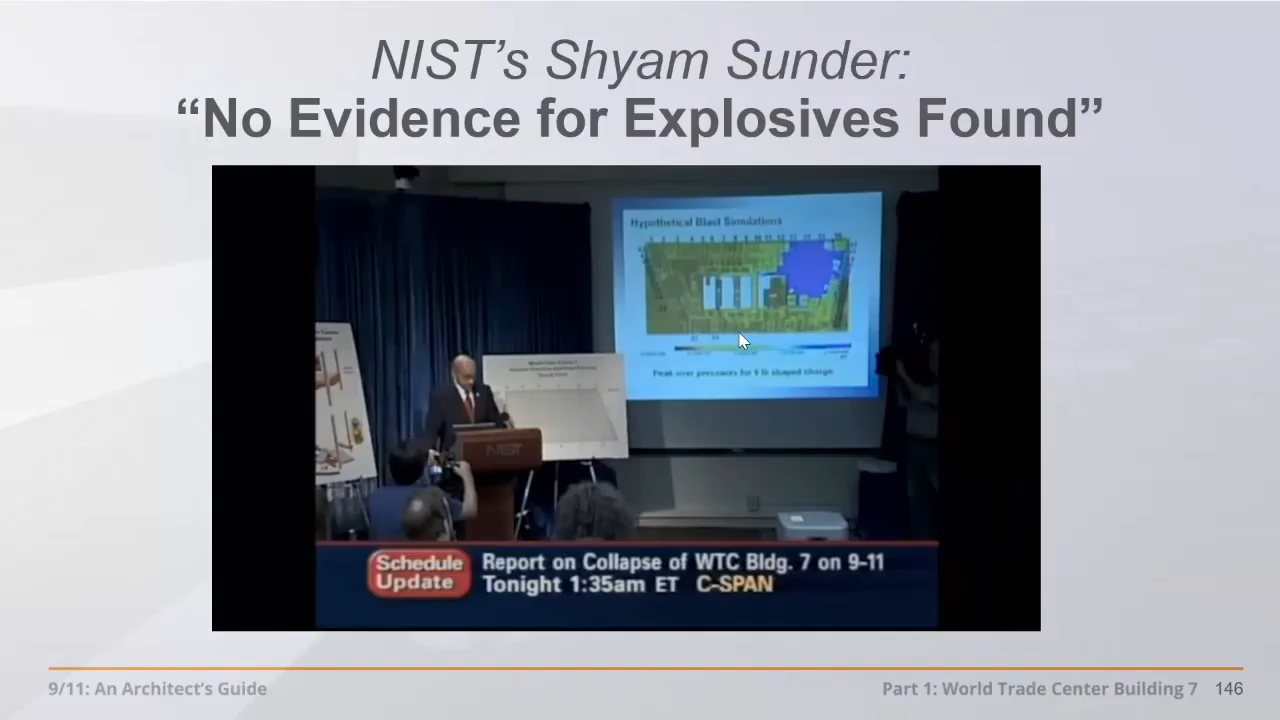 NIST's Shyam Sunder:
“No Evidence for Explosives Found”
Hypothetical Blast Simulations
Peak over pressures for 9 lb shaped charge
NIST
Schedule Update
Report on Collapse of WTC Bldg. 7 on 9-11
Tonight 1:35am ET C-SPAN
9/11: An Architect's Guide
Part 1: World Trade Center Building 7 146